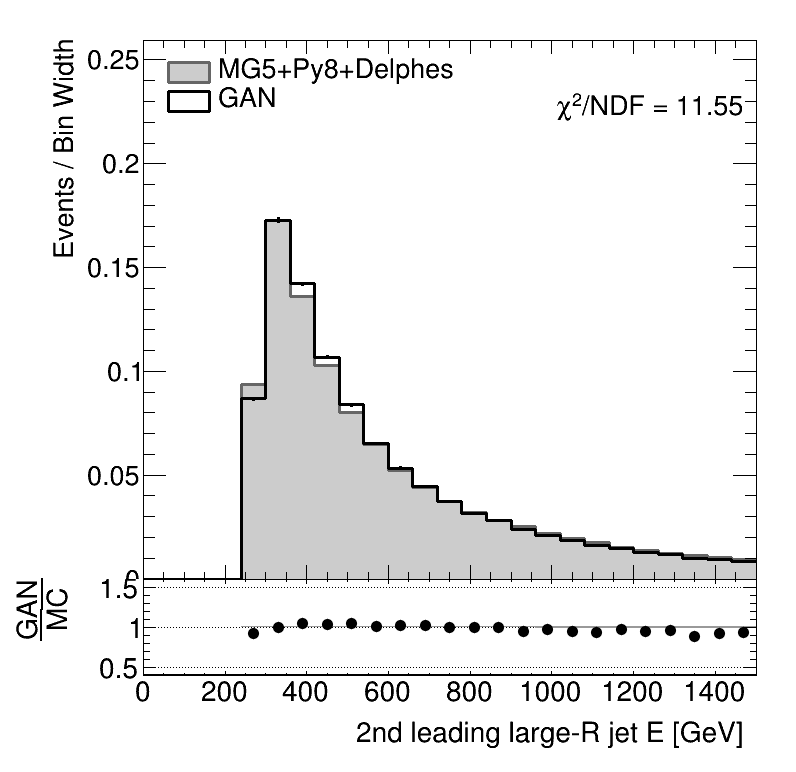 MG5+Py8+Delphes
GAN
χ²/NDF = 11.55
Events / Bin Width
0.25
0.2
0.15
0.1
0.05
0
GAN
MC
1.5
1
0.5
0 200 400 600 800 1000 1200 1400
2nd leading large-R jet E [GeV]